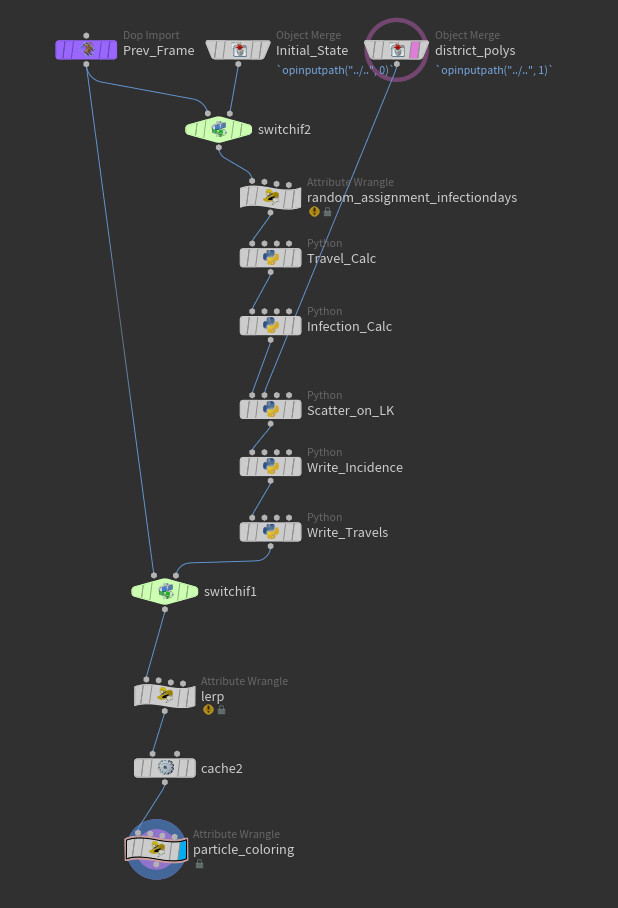 Dop Import
Prev_Frame
Object Merge
Initial_State
`opinputpath("../..", 0)`
Object Merge
district_polys
`opinputpath("../..", 1)`
switchif2
Attribute Wrangle
random_assignment_infectiondays
Python
Travel_Calc
Python
Infection_Calc
Python
Scatter_on_LK
Python
Write_Incidence
Python
Write_Travels
switchif1
Attribute Wrangle
lerp
cache2
Attribute Wrangle
particle_coloring